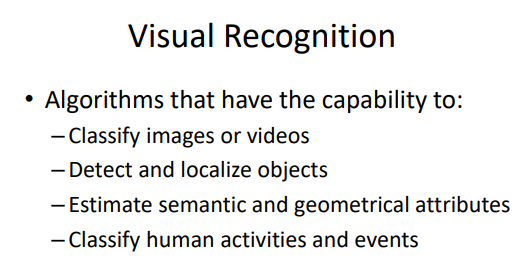 Visual Recognition
• Algorithms that have the capability to:
– Classify images or videos
– Detect and localize objects
– Estimate semantic and geometrical attributes
– Classify human activities and events